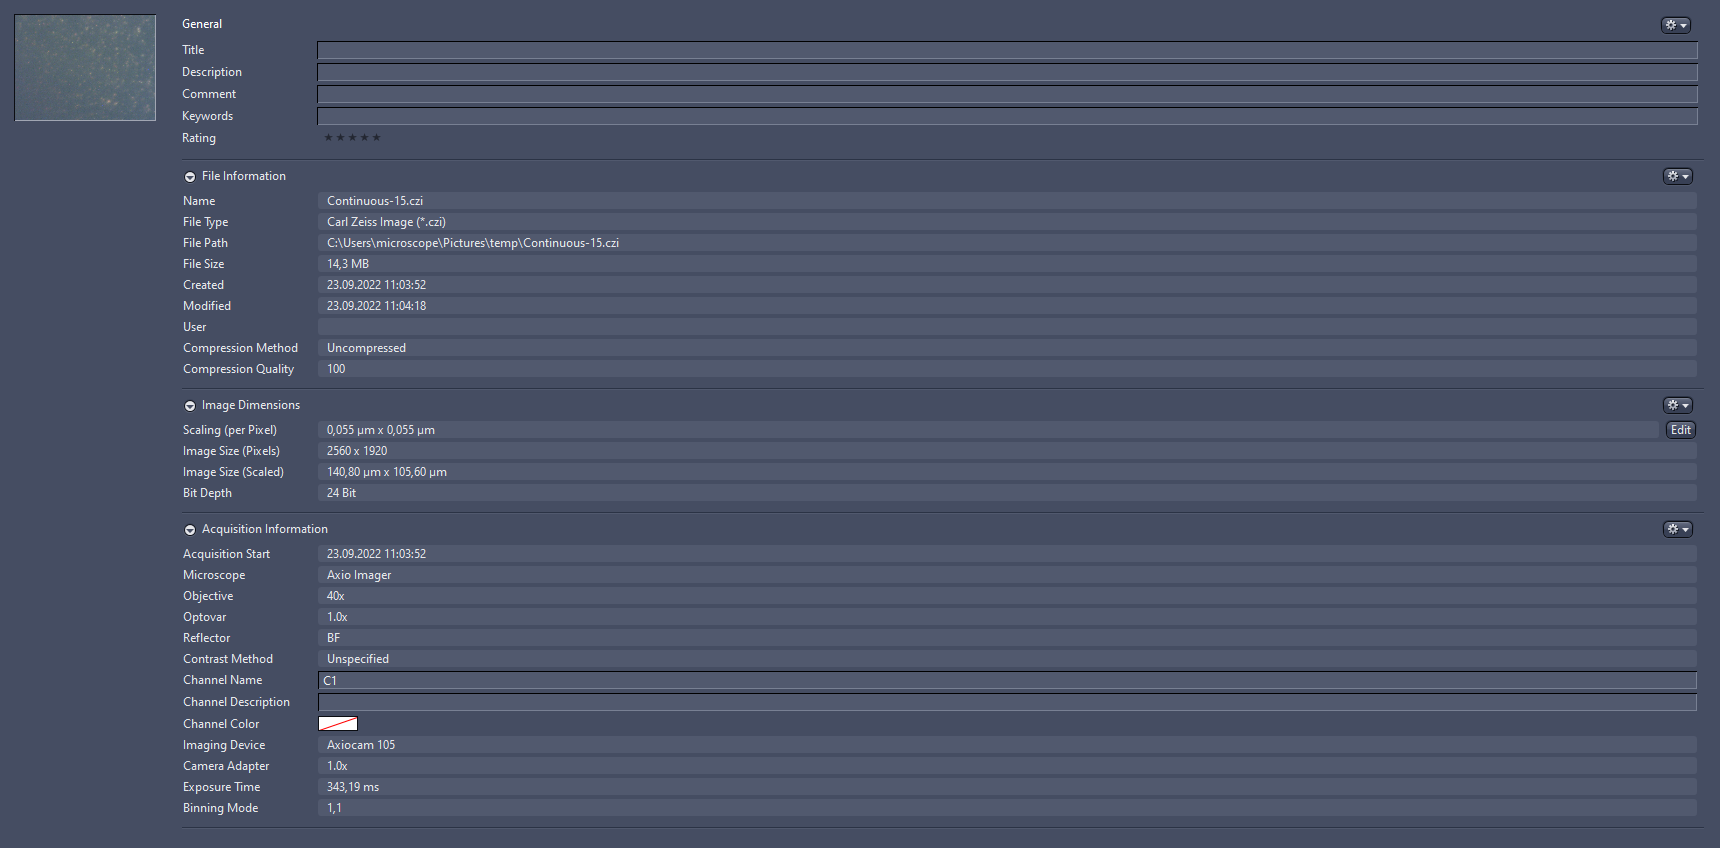 General
Title
Description
Comment
Keywords
Rating ★★★★★
File Information
Name Continuous-15.czi
File Type Carl Zeiss Image (*.czi)
File Path C:\Users\microscope\Pictures\temp\Continuous-15.czi
File Size 14,3 MB
Created 23.09.2022 11:03:52
Modified 23.09.2022 11:04:18
User
Compression Method Uncompressed
Compression Quality 100
Image Dimensions
Scaling (per Pixel) 0,055 µm x 0,055 µm Edit
Image Size (Pixels) 2560 x 1920
Image Size (Scaled) 140,80 µm x 105,60 µm
Bit Depth 24 Bit
Acquisition Information
Acquisition Start 23.09.2022 11:03:52
Microscope Axio Imager
Objective 40x
Optovar 1.0x
Reflector BF
Contrast Method Unspecified
Channel Name C1
Channel Description
Channel Color
Imaging Device Axiocam 105
Camera Adapter 1.0x
Exposure Time 343,19 ms
Binning Mode 1,1